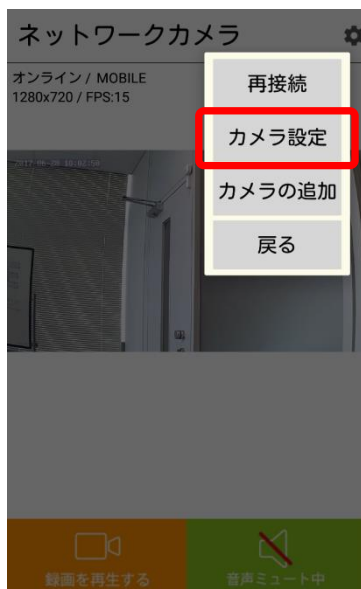 ネットワークカメラ
オンライン / MOBILE
1280x720 / FPS:15
再接続
カメラ設定
カメラの追加
戻る
録画を再生する
音声ミュート中